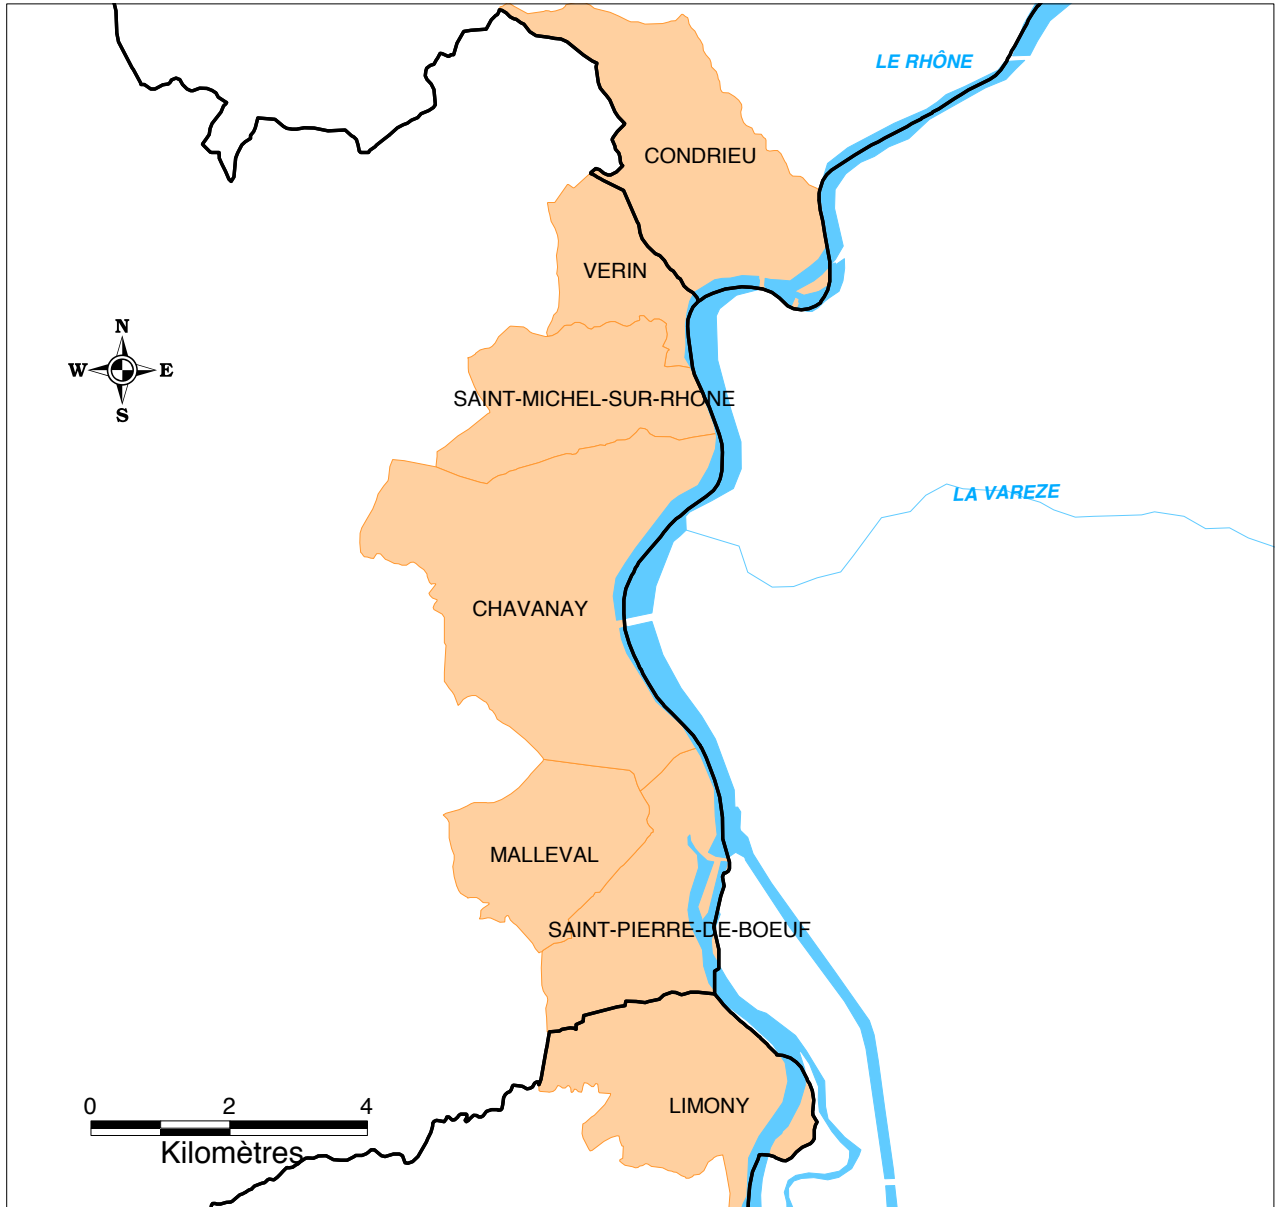 LE RHÔNE
CONDRIEU
VERIN
N
W E
S
SAINT-MICHEL-SUR-RHONE
LA VAREZE
CHAVANAY
MALLEVAL
SAINT-PIERRE-DE-BOEUF
LIMONY
0 2 4
Kilomètres